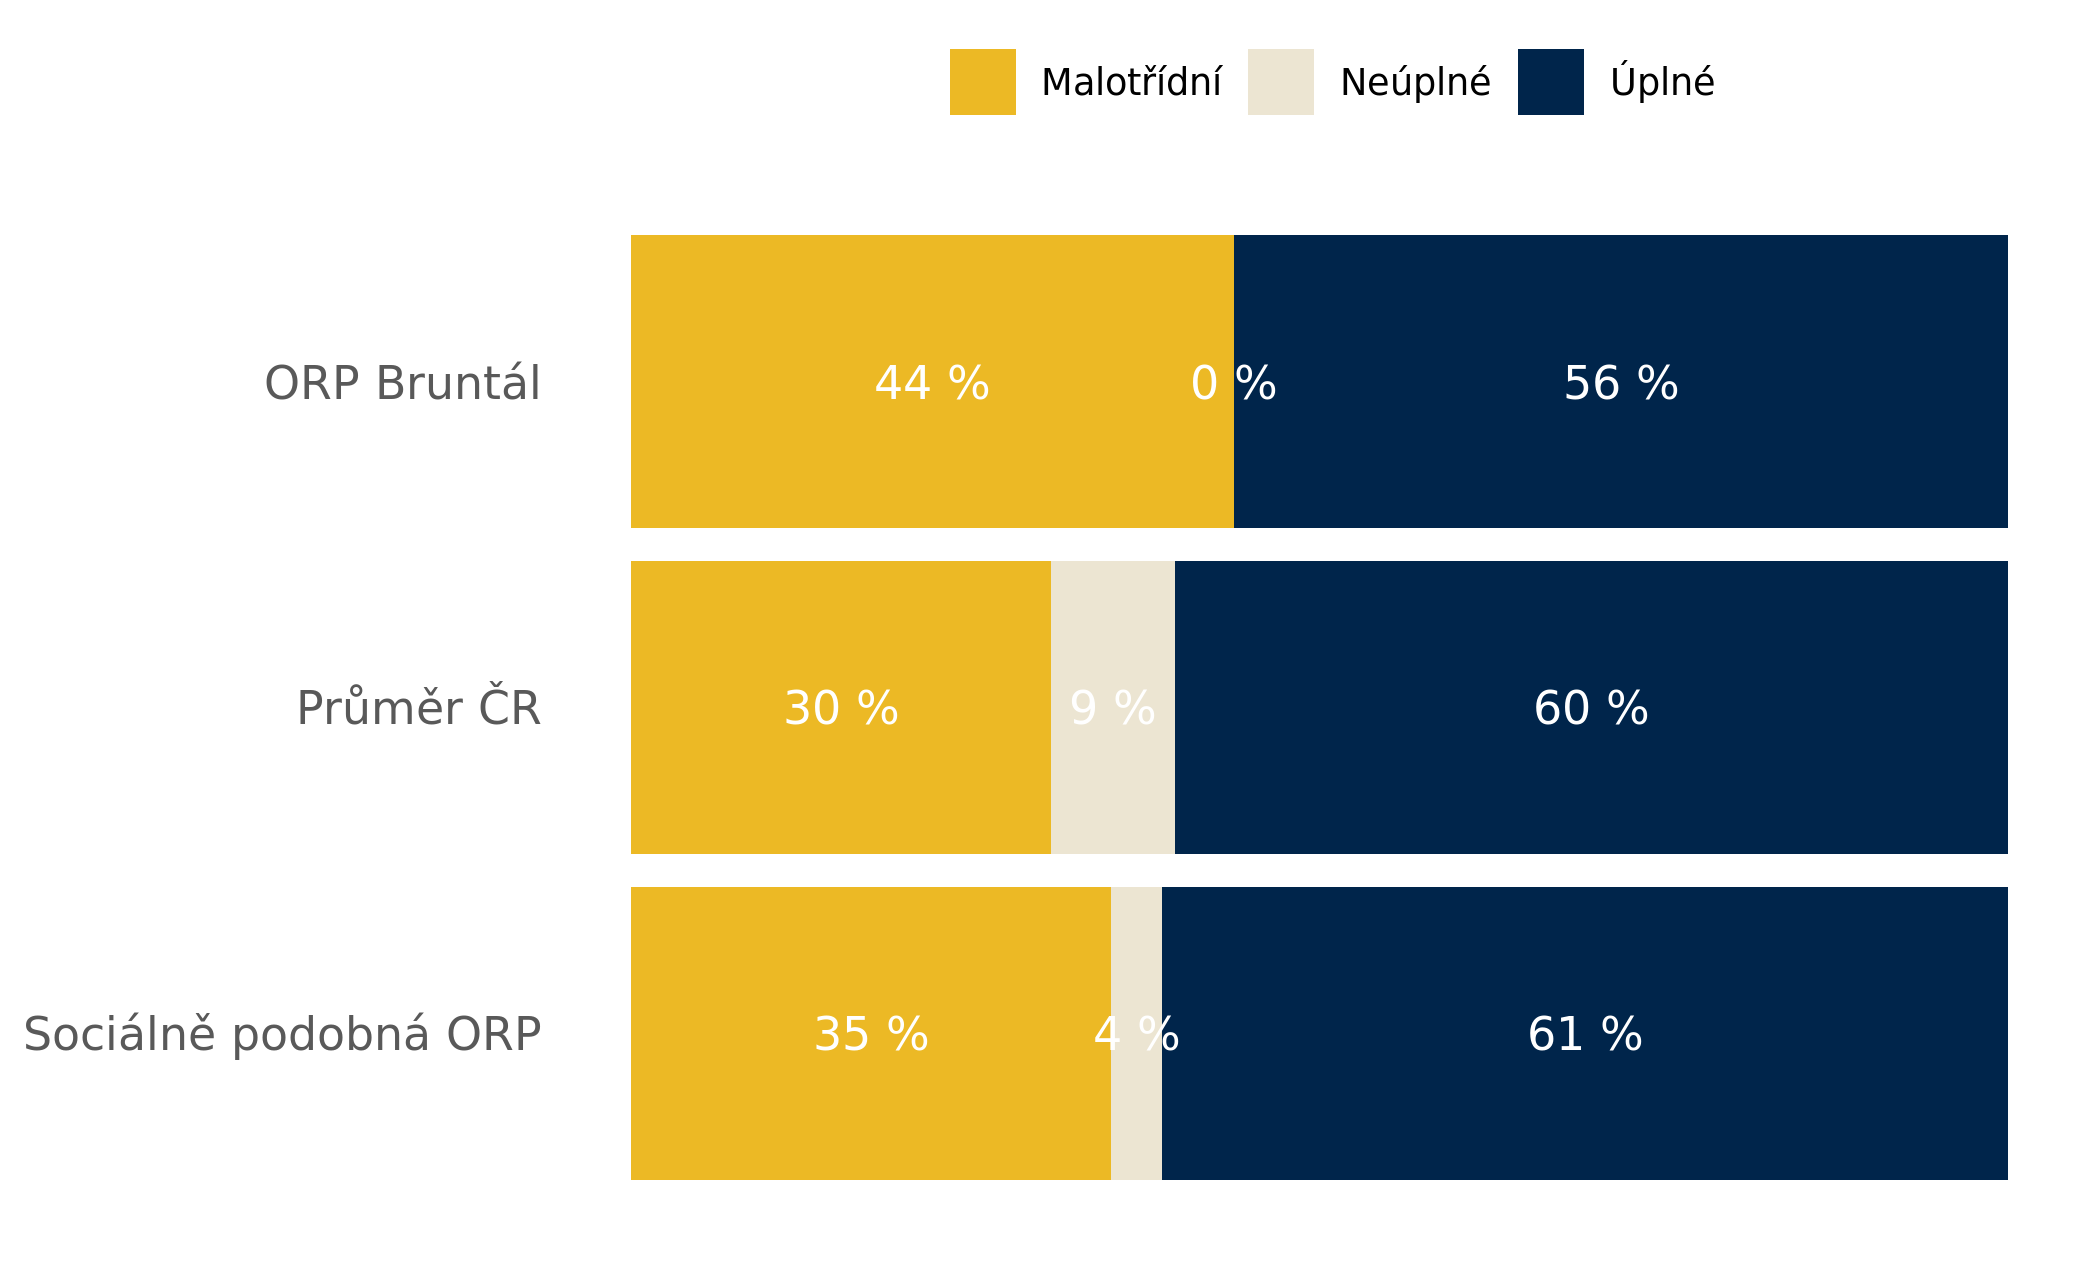 Malotřídní Neúplné Úplné
ORP Bruntál 44 % 0 % 56 %
Průměr ČR 30 % 9 % 60 %
Sociálně podobná ORP 35 % 4 % 61 %